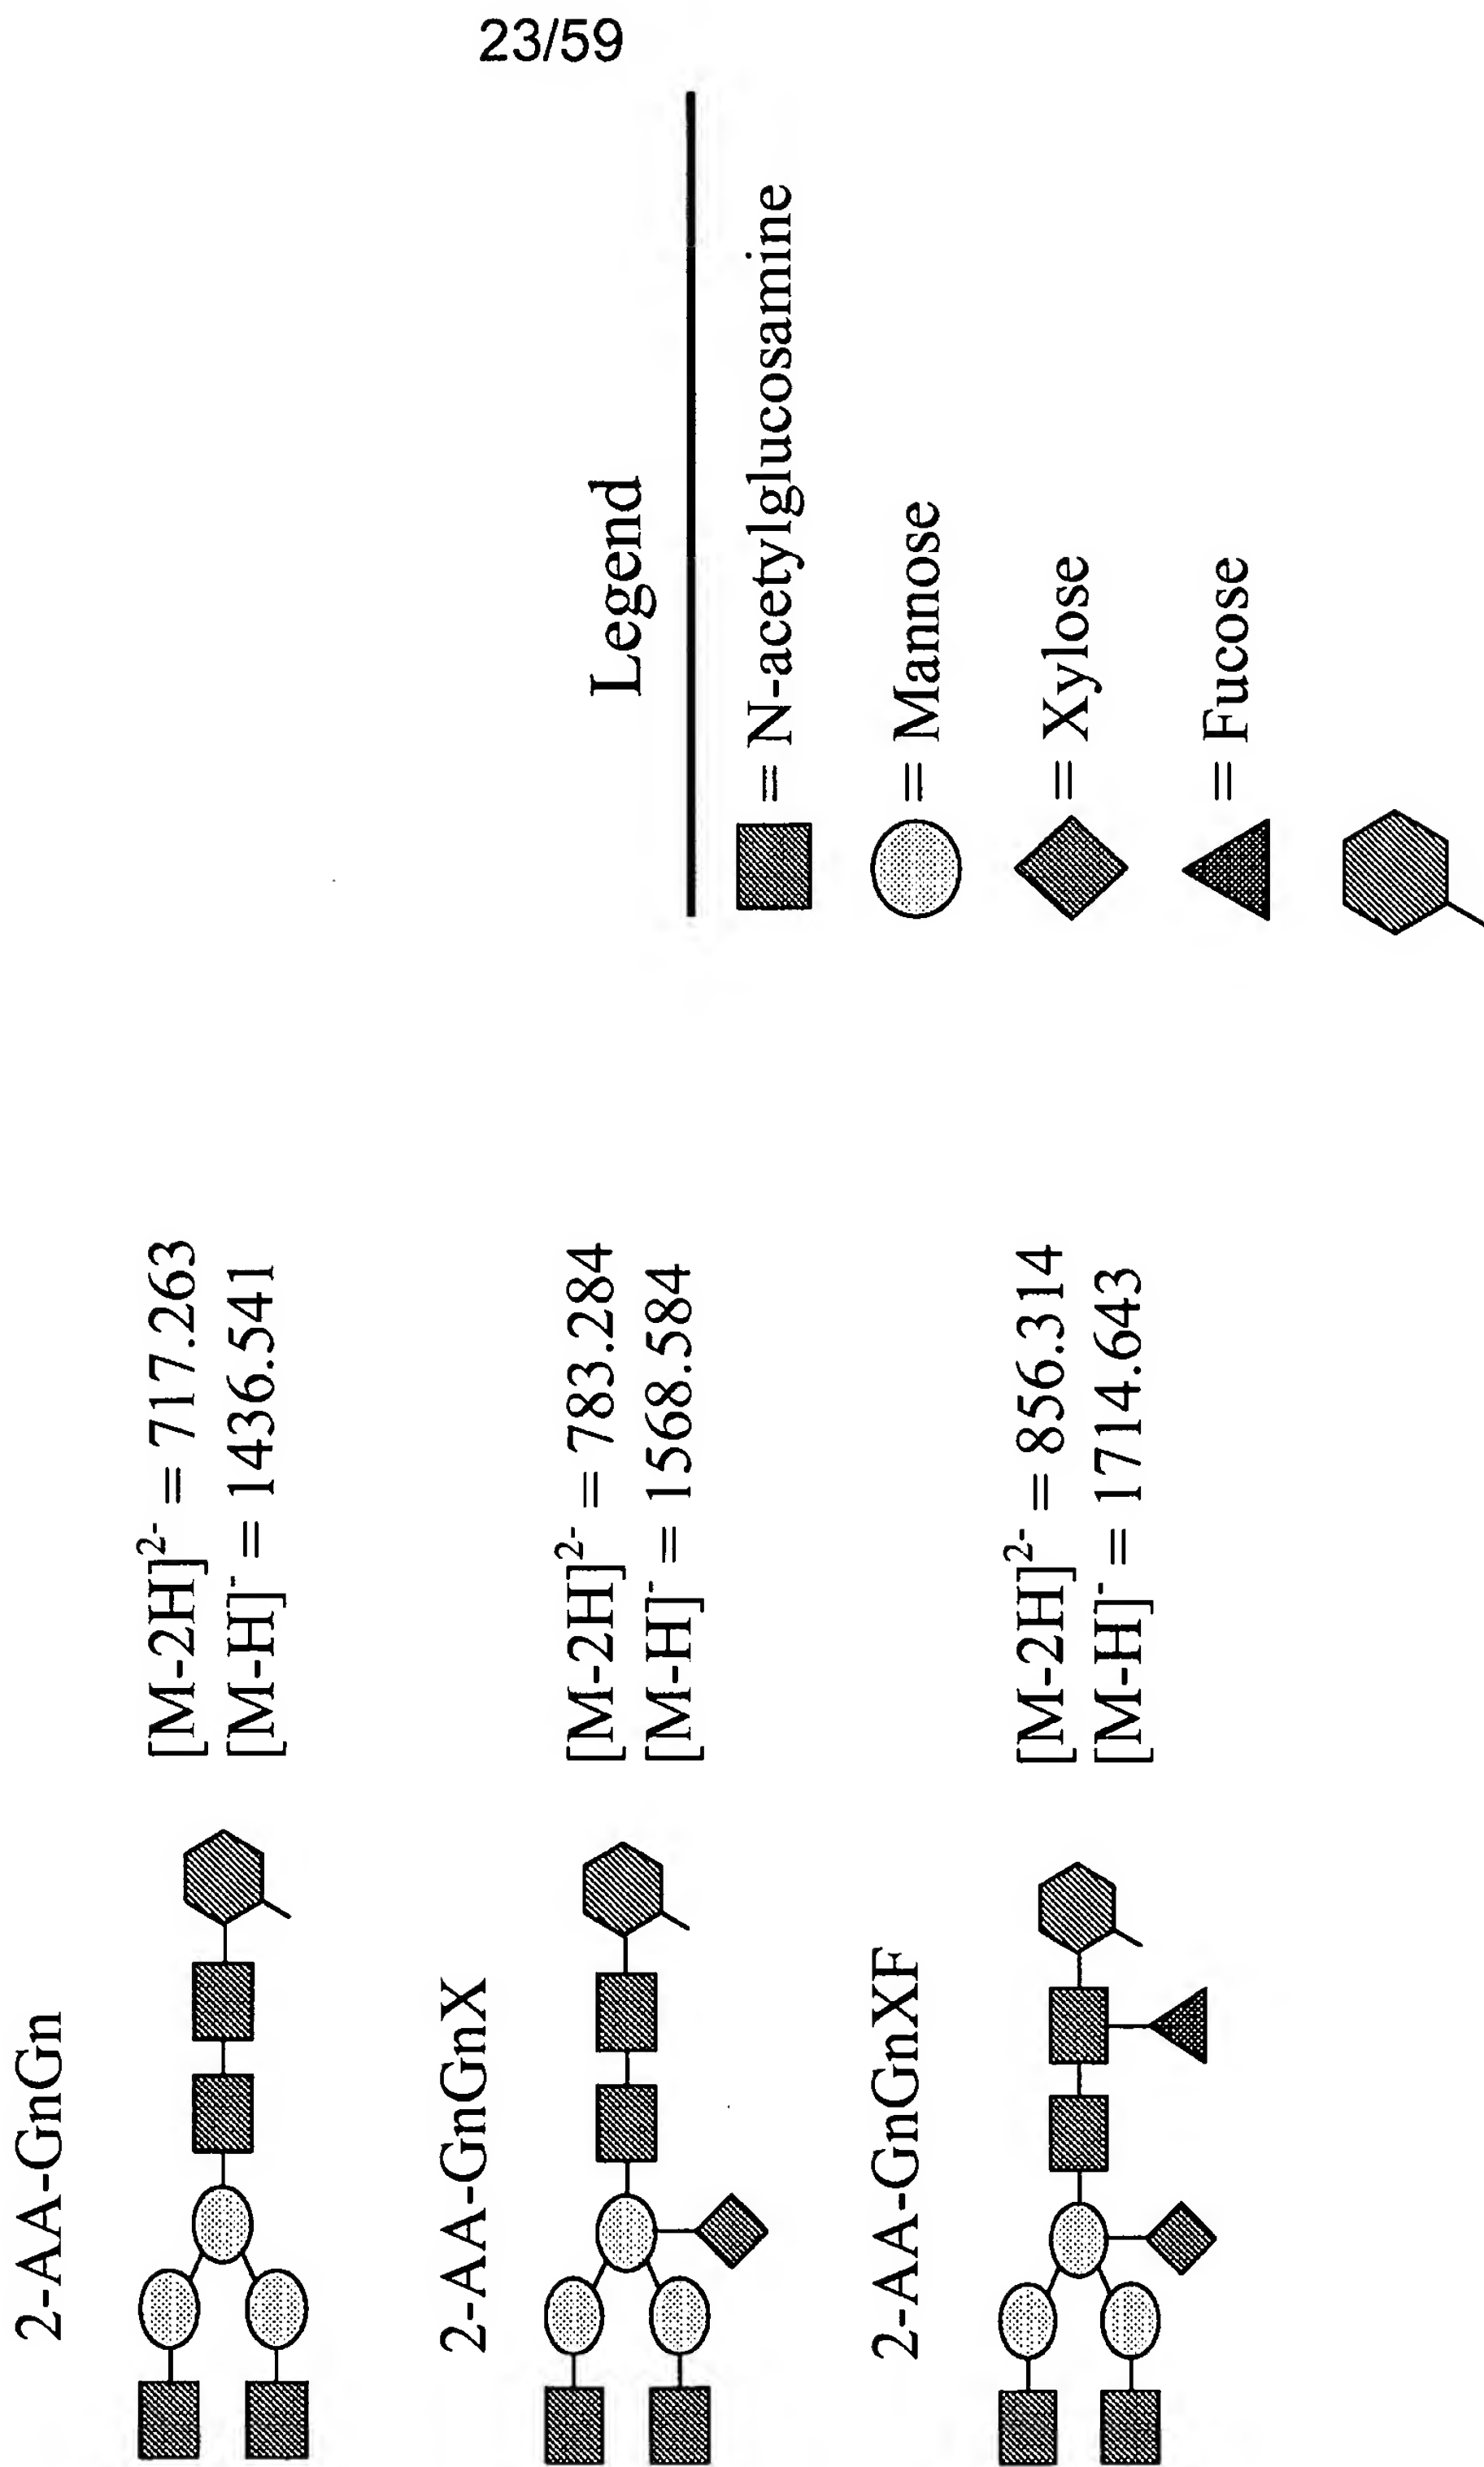 23/59
2-AA-GnGn
[M-2H]²⁻ = 717.263
[M-H]⁻ = 1436.541
2-AA-GnGnX
[M-2H]²⁻ = 783.284
[M-H]⁻ = 1568.584
2-AA-GnGnXF
[M-2H]²⁻ = 856.314
[M-H]⁻ = 1714.643
Legend
= N-acetylglucosamine
= Mannose
= Xylose
= Fucose